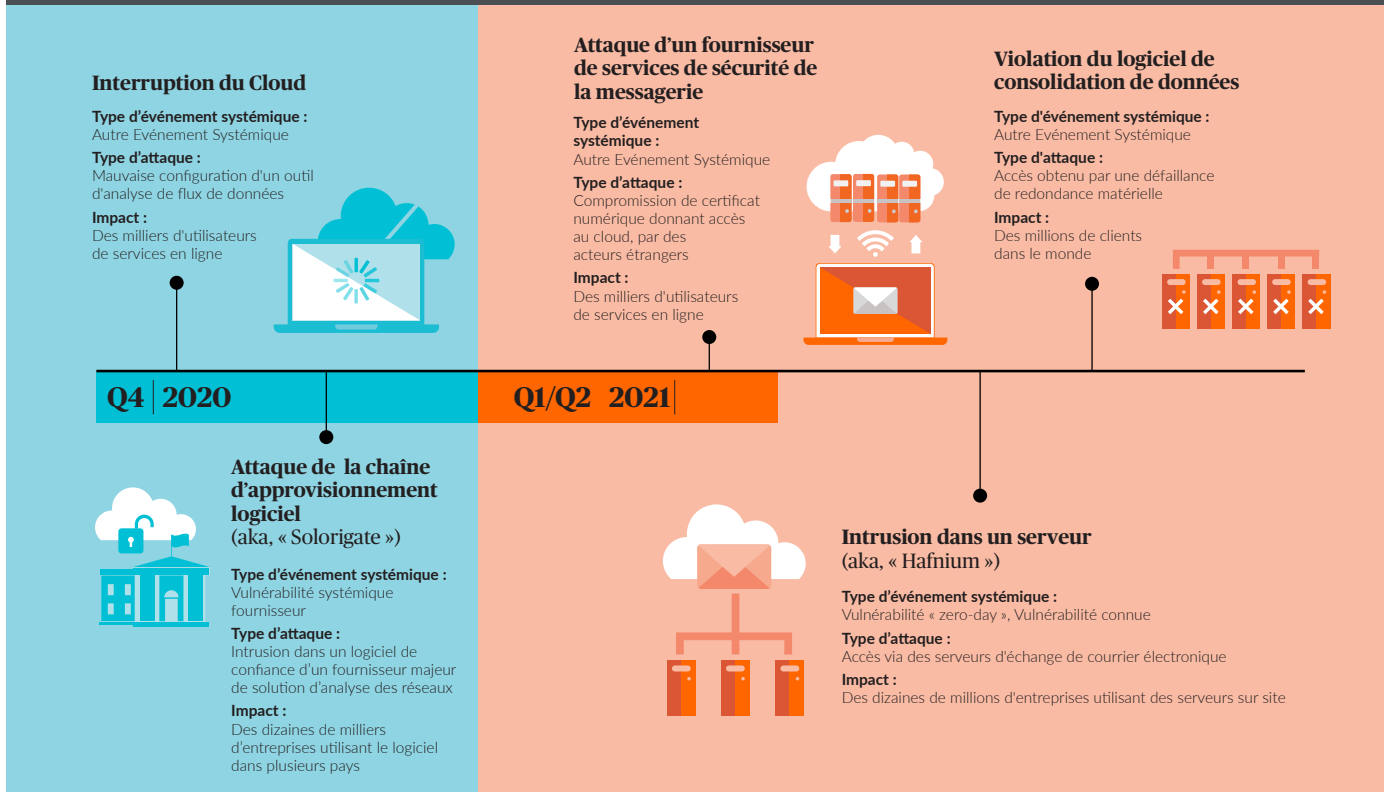 Interruption du Cloud
Type d'événement systémique :
Autre Evénement Systémique
Type d'attaque :
Mauvaise configuration d'un outil
d'analyse de flux de données
Impact :
Des milliers d'utilisateurs
de services en ligne
Attaque d'un fournisseur
de services de sécurité de
la messagerie
Type d'événement
systémique :
Autre Evénement Systémique
Type d'attaque :
Compromission de certificat
numérique donnant accès
au cloud, par des
acteurs étrangers
Impact :
Des milliers d'utilisateurs
de services en ligne
Violation du logiciel de
consolidation de données
Type d'événement systémique :
Autre Evénement Systémique
Type d'attaque :
Accès obtenu par une défaillance
de redondance matérielle
Impact :
Des millions de clients
dans le monde
Q4 | 2020
Q1/Q2 2021|
Attaque de la chaîne
d'approvisionnement
logiciel
(aka, « Solorigate »)
Type d'événement systémique :
Vulnérabilité systémique
fournisseur
Type d'attaque :
Intrusion dans un logiciel de
confiance d'un fournisseur majeur
de solution d'analyse des réseaux
Impact :
Des dizaines de milliers
d'entreprises utilisant le logiciel
dans plusieurs pays
Intrusion dans un serveur
(aka, « Hafnium »)
Type d'événement systémique :
Vulnérabilité « zero-day », Vulnérabilité connue
Type d'attaque :
Accès via des serveurs d'échange de courrier électronique
Impact :
Des dizaines de millions d'entreprises utilisant des serveurs sur site